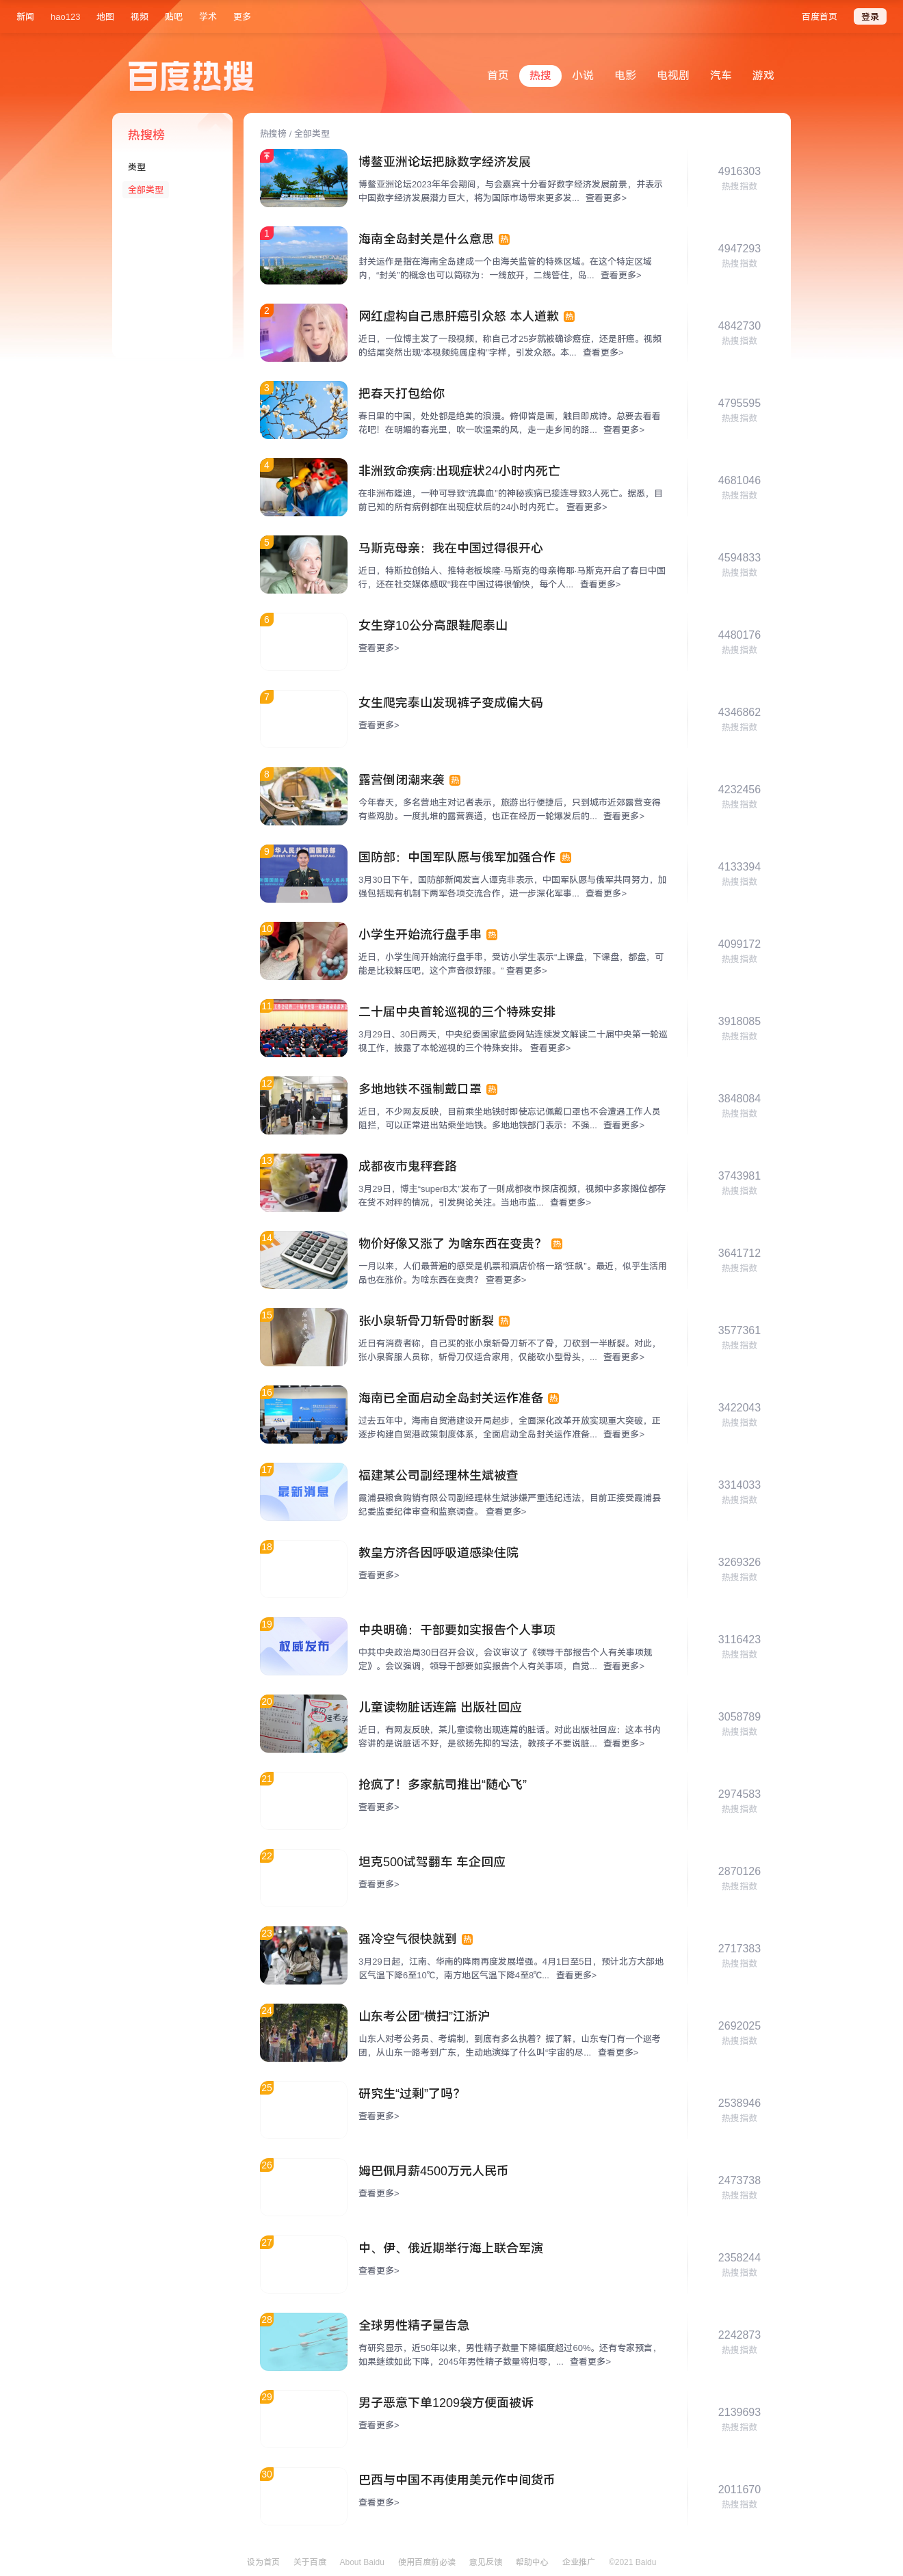 新闻 hao123 地图 视频 贴吧 学术 更多 百度首页 登录
百度热搜 首页 热搜 小说 电影 电视剧 汽车 游戏
热搜榜
类型
全部类型
热搜榜 / 全部类型
博鳌亚洲论坛把脉数字经济发展
博鳌亚洲论坛2023年年会期间，与会嘉宾十分看好数字经济发展前景，并表示
中国数字经济发展潜力巨大，将为国际市场带来更多发... 查看更多>
4916303
热搜指数
1
海南全岛封关是什么意思 热
封关运作是指在海南全岛建成一个由海关监管的特殊区域。在这个特定区域
内，“封关”的概念也可以简称为：一线放开，二线管住，岛... 查看更多>
4947293
热搜指数
2
网红虚构自己患肝癌引众怒 本人道歉 热
近日，一位博主发了一段视频，称自己才25岁就被确诊癌症，还是肝癌。视频
的结尾突然出现“本视频纯属虚构”字样，引发众怒。本... 查看更多>
4842730
热搜指数
3
把春天打包给你
春日里的中国，处处都是绝美的浪漫。俯仰皆是画，触目即成诗。总要去看看
花吧！在明媚的春光里，吹一吹温柔的风，走一走乡间的路... 查看更多>
4795595
热搜指数
4
非洲致命疾病:出现症状24小时内死亡
在非洲布隆迪，一种可导致“流鼻血”的神秘疾病已接连导致3人死亡。据悉，目
前已知的所有病例都在出现症状后的24小时内死亡。 查看更多>
4681046
热搜指数
5
马斯克母亲：我在中国过得很开心
近日，特斯拉创始人、推特老板埃隆·马斯克的母亲梅耶·马斯克开启了春日中国
行，还在社交媒体感叹“我在中国过得很愉快，每个人... 查看更多>
4594833
热搜指数
6
女生穿10公分高跟鞋爬泰山
查看更多>
4480176
热搜指数
7
女生爬完泰山发现裤子变成偏大码
查看更多>
4346862
热搜指数
8
露营倒闭潮来袭 热
今年春天，多名营地主对记者表示，旅游出行便捷后，只到城市近郊露营变得
有些鸡肋。一度扎堆的露营赛道，也正在经历一轮爆发后的... 查看更多>
4232456
热搜指数
9
国防部：中国军队愿与俄军加强合作 热
3月30日下午，国防部新闻发言人谭克非表示，中国军队愿与俄军共同努力，加
强包括现有机制下两军各项交流合作，进一步深化军事... 查看更多>
4133394
热搜指数
10
小学生开始流行盘手串 热
近日，小学生间开始流行盘手串，受访小学生表示“上课盘，下课盘，都盘，可
能是比较解压吧，这个声音很舒服。” 查看更多>
4099172
热搜指数
11
二十届中央首轮巡视的三个特殊安排
3月29日、30日两天，中央纪委国家监委网站连续发文解读二十届中央第一轮巡
视工作，披露了本轮巡视的三个特殊安排。 查看更多>
3918085
热搜指数
12
多地地铁不强制戴口罩 热
近日，不少网友反映，目前乘坐地铁时即使忘记佩戴口罩也不会遭遇工作人员
阻拦，可以正常进出站乘坐地铁。多地地铁部门表示：不强... 查看更多>
3848084
热搜指数
13
成都夜市鬼秤套路
3月29日，博主“superB太”发布了一则成都夜市探店视频，视频中多家摊位都存
在货不对秤的情况，引发舆论关注。当地市监... 查看更多>
3743981
热搜指数
14
物价好像又涨了 为啥东西在变贵？ 热
一月以来，人们最普遍的感受是机票和酒店价格一路“狂飙”。最近，似乎生活用
品也在涨价。为啥东西在变贵？ 查看更多>
3641712
热搜指数
15
张小泉斩骨刀斩骨时断裂 热
近日有消费者称，自己买的张小泉斩骨刀斩不了骨，刀砍到一半断裂。对此，
张小泉客服人员称，斩骨刀仅适合家用，仅能砍小型骨头，... 查看更多>
3577361
热搜指数
16
海南已全面启动全岛封关运作准备 热
过去五年中，海南自贸港建设开局起步，全面深化改革开放实现重大突破，正
逐步构建自贸港政策制度体系，全面启动全岛封关运作准备... 查看更多>
3422043
热搜指数
17
最新消息
福建某公司副经理林生斌被查
霞浦县粮食购销有限公司副经理林生斌涉嫌严重违纪违法，目前正接受霞浦县
纪委监委纪律审查和监察调查。 查看更多>
3314033
热搜指数
18
教皇方济各因呼吸道感染住院
查看更多>
3269326
热搜指数
19
权威发布
中央明确：干部要如实报告个人事项
中共中央政治局30日召开会议，会议审议了《领导干部报告个人有关事项规
定》。会议强调，领导干部要如实报告个人有关事项，自觉... 查看更多>
3116423
热搜指数
20
儿童读物脏话连篇 出版社回应
近日，有网友反映，某儿童读物出现连篇的脏话。对此出版社回应：这本书内
容讲的是说脏话不好，是欲扬先抑的写法，教孩子不要说脏... 查看更多>
3058789
热搜指数
21
抢疯了！多家航司推出“随心飞”
查看更多>
2974583
热搜指数
22
坦克500试驾翻车 车企回应
查看更多>
2870126
热搜指数
23
强冷空气很快就到 热
3月29日起，江南、华南的降雨再度发展增强。4月1日至5日，预计北方大部地
区气温下降6至10℃，南方地区气温下降4至8℃... 查看更多>
2717383
热搜指数
24
山东考公团“横扫”江浙沪
山东人对考公务员、考编制，到底有多么执着？据了解，山东专门有一个巡考
团，从山东一路考到广东，生动地演绎了什么叫“宇宙的尽... 查看更多>
2692025
热搜指数
25
研究生“过剩”了吗？
查看更多>
2538946
热搜指数
26
姆巴佩月薪4500万元人民币
查看更多>
2473738
热搜指数
27
中、伊、俄近期举行海上联合军演
查看更多>
2358244
热搜指数
28
全球男性精子量告急
有研究显示，近50年以来，男性精子数量下降幅度超过60%。还有专家预言，
如果继续如此下降，2045年男性精子数量将归零，... 查看更多>
2242873
热搜指数
29
男子恶意下单1209袋方便面被诉
查看更多>
2139693
热搜指数
30
巴西与中国不再使用美元作中间货币
查看更多>
2011670
热搜指数
设为首页 关于百度 About Baidu 使用百度前必读 意见反馈 帮助中心 企业推广 ©2021 Baidu